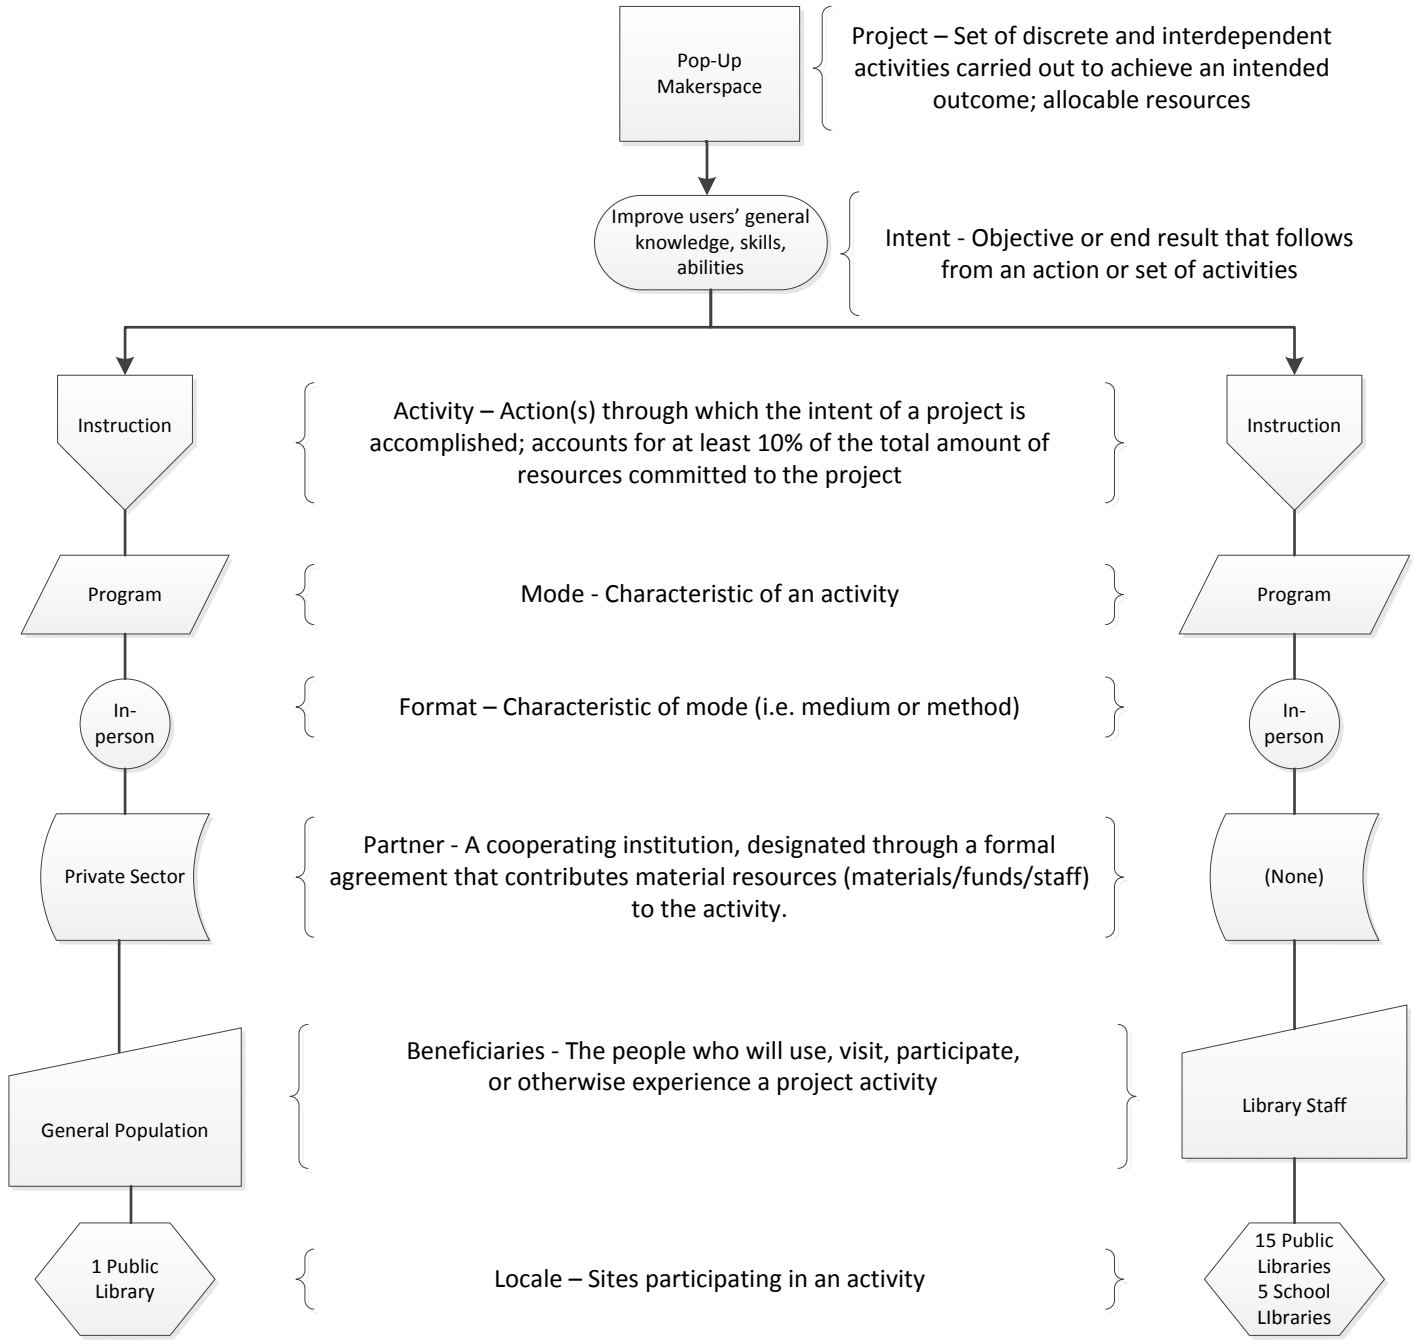 Pop-Up
Makerspace
Project – Set of discrete and interdependent
activities carried out to achieve an intended
outcome; allocable resources
Improve users’ general
knowledge, skills,
abilities
Intent - Objective or end result that follows
from an action or set of activities
Instruction
Activity – Action(s) through which the intent of a project is
accomplished; accounts for at least 10% of the total amount of
resources committed to the project
Instruction
Program
Mode - Characteristic of an activity
Program
In-
person
Format – Characteristic of mode (i.e. medium or method)
In-
person
Private Sector
Partner - A cooperating institution, designated through a formal
agreement that contributes material resources (materials/funds/staff)
to the activity.
(None)
General Population
Beneficiaries - The people who will use, visit, participate,
or otherwise experience a project activity
Library Staff
1 Public
Library
Locale – Sites participating in an activity
15 Public
Libraries
5 School
LIbraries